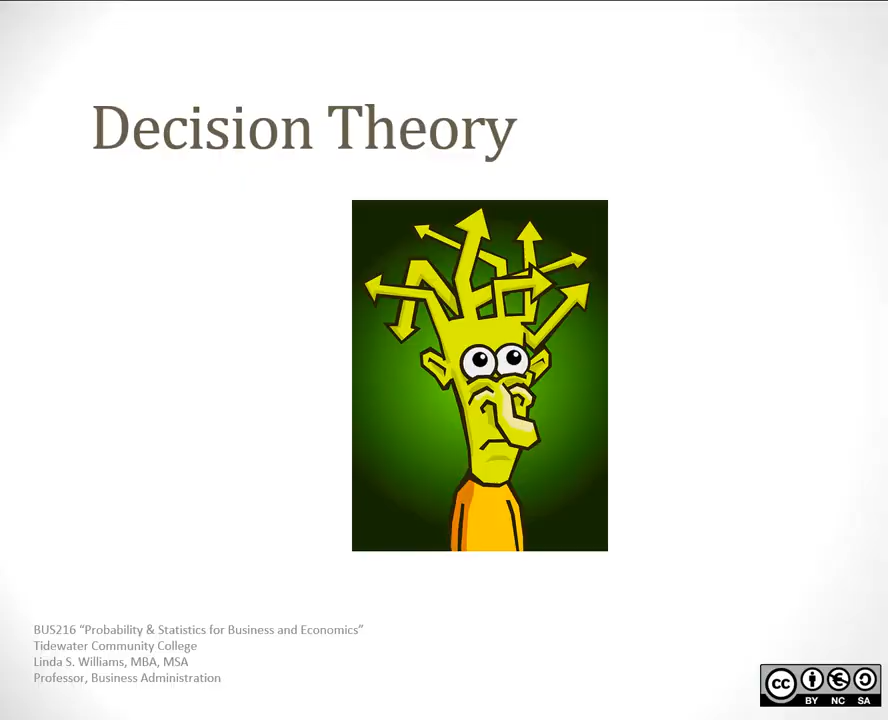 Decision Theory
BUS216 “Probability & Statistics for Business and Economics”
Tidewater Community College
Linda S. Williams, MBA, MSA
Professor, Business Administration
cc
BY NC SA